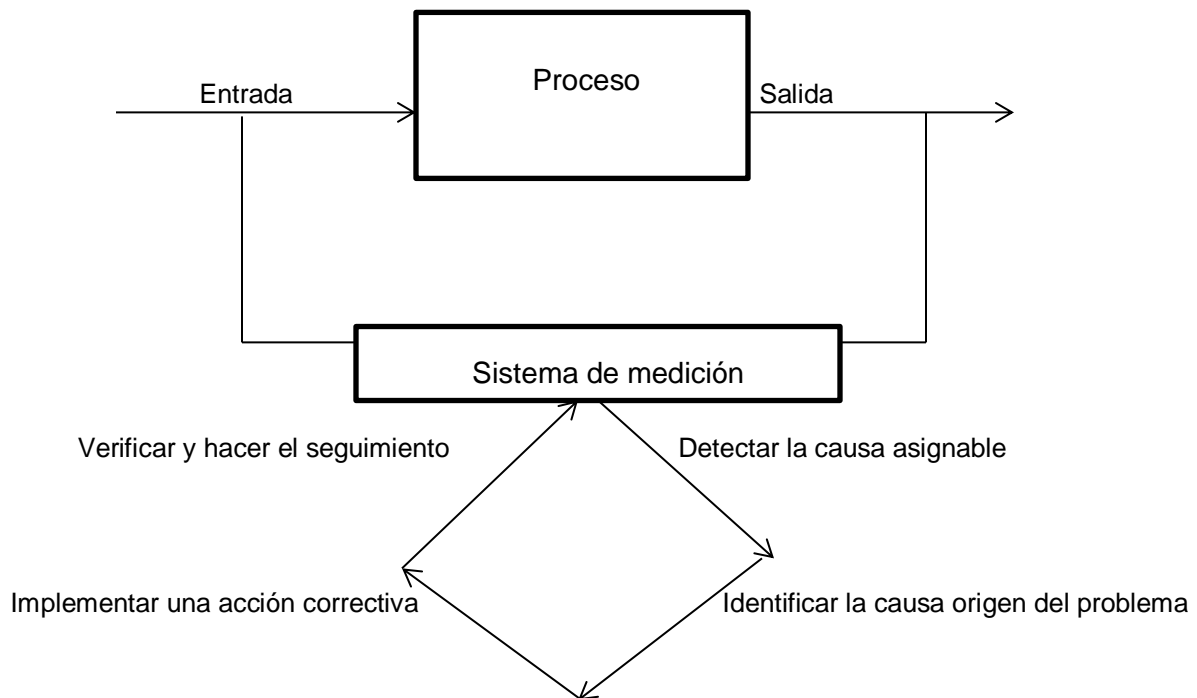 Proceso
Entrada
Salida
Sistema de medición
Verificar y hacer el seguimiento
Detectar la causa asignable
Implementar una acción correctiva
Identificar la causa origen del problema